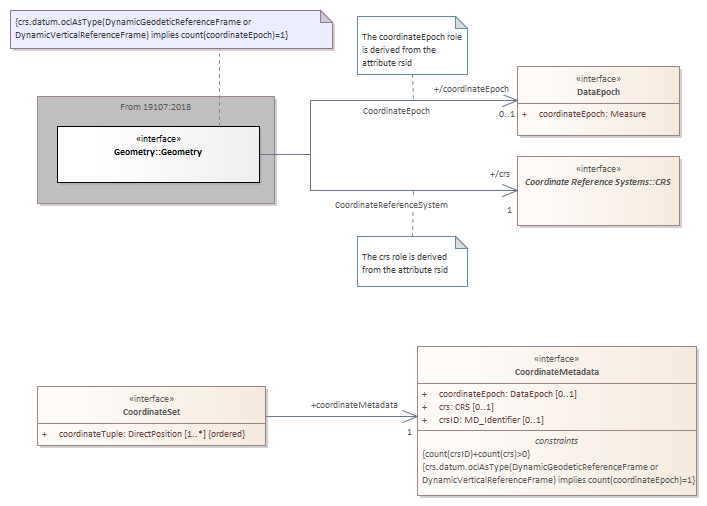 {crs.datum.oclAsType(DynamicGeodeticReferenceFrame or
DynamicVerticalReferenceFrame) implies count(coordinateEpoch)=1}
The coordinateEpoch role
is derived from the
attribute rsid
From 19107:2018
«interface»
Geometry::Geometry
+/coordinateEpoch
0..1
CoordinateEpoch
«interface»
DataEpoch
+ coordinateEpoch: Measure
+/crs
1
CoordinateReferenceSystem
«interface»
Coordinate Reference Systems::CRS
The crs role is derived
from the attribute rsid
«interface»
CoordinateSet
+ coordinateTuple: DirectPosition [1..*] {ordered}
+coordinateMetadata
1
«interface»
CoordinateMetadata
+ coordinateEpoch: DataEpoch [0..1]
+ crs: CRS [0..1]
+ crsID: MD_Identifier [0..1]
constraints
{count(crsID)+count(crs)>0}
{crs.datum.oclAsType(DynamicGeodeticReferenceFrame or
DynamicVerticalReferenceFrame) implies count(coordinateEpoch)=1}